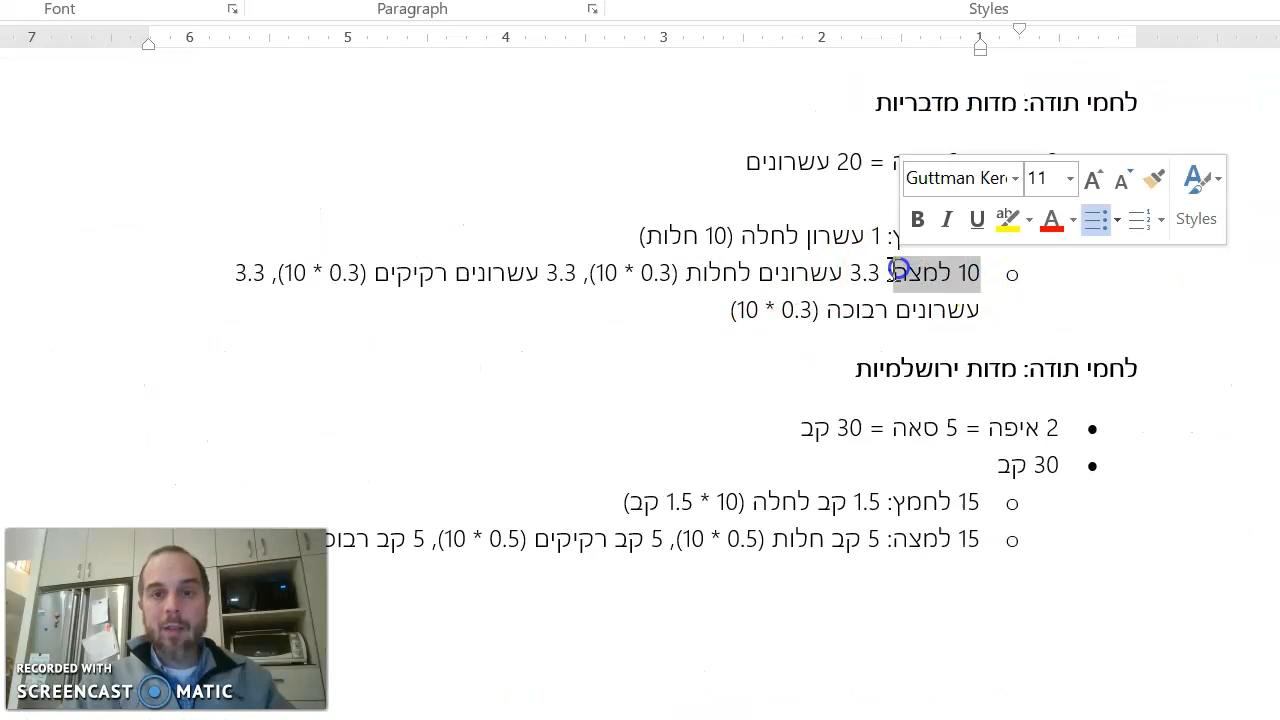 Font Paragraph Styles
7 6 5 4 3 2 1
לחמי תודה: מדות מדבריות
= 20 עשרונים
Guttman Ker 11
B I U ab A Styles
1 עשרון לחלה (10 חלות)
10 למצה: 3.3 עשרונים לחלות (0.3 * 10), 3.3 עשרונים רקיקים (0.3 * 10), 3.3
עשרונים רבוכה (0.3 * 10)
לחמי תודה: מדות ירושלמיות
2 איפה = 5 סאה = 30 קב
30 קב
15 לחמץ: 1.5 קב לחלה (10 * 1.5 קב)
15 למצה: 5 קב חלות (0.5 * 10), 5 קב רקיקים (0.5 * 10), 5 קב
RECORDED WITH
SCREENCAST MATIC